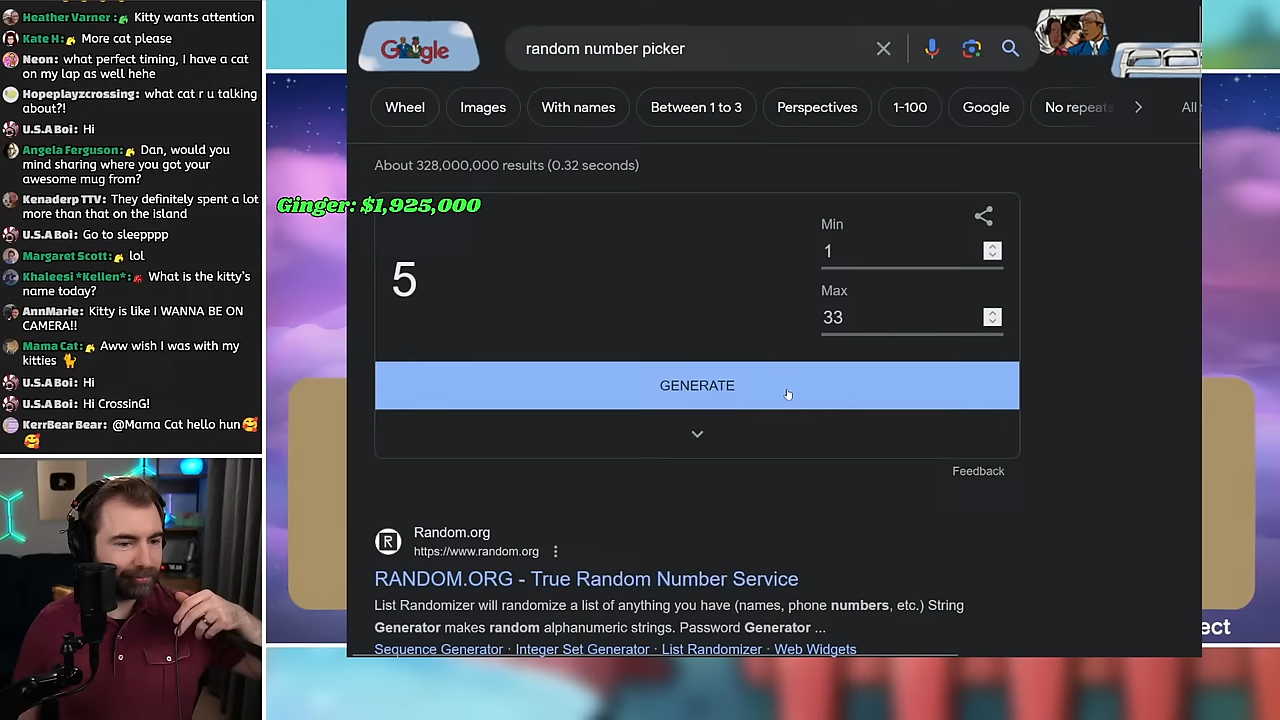 Heather Varner: Kitty wants attention
Kate H: More cat please
Neon: what perfect timing, I have a cat
on my lap as well hehe
Hopeplayzcrossing: what cat r u talking
about?!
U.S.A Boi: Hi
Angela Ferguson: Dan, would you
mind sharing where you got your
awesome mug from?
Kenaderp TTV: They definitely spent a lot
more than that on the island
U.S.A Boi: Go to sleepppp
Margaret Scott: lol
Khaleesi *Kellen*: What is the kitty's
name today?
AnnMarie: Kitty is like I WANNA BE ON
CAMERA!!
Mama Cat: Aww wish I was with my
kitties 🐈
U.S.A Boi: Hi
U.S.A Boi: Hi CrossinG!
KerrBear Bear: @Mama Cat hello hun🥰
🥰
Google
random number picker
Wheel
Images
With names
Between 1 to 3
Perspectives
1-100
Google
No repeats
All
About 328,000,000 results (0.32 seconds)
Ginger: $1,925,000
5
Min
1
Max
33
GENERATE
Feedback
R
Random.org
https://www.random.org
RANDOM.ORG - True Random Number Service
List Randomizer will randomize a list of anything you have (names, phone numbers, etc.) String
Generator makes random alphanumeric strings. Password Generator ...
Sequence Generator · Integer Set Generator · List Randomizer · Web Widgets
ect